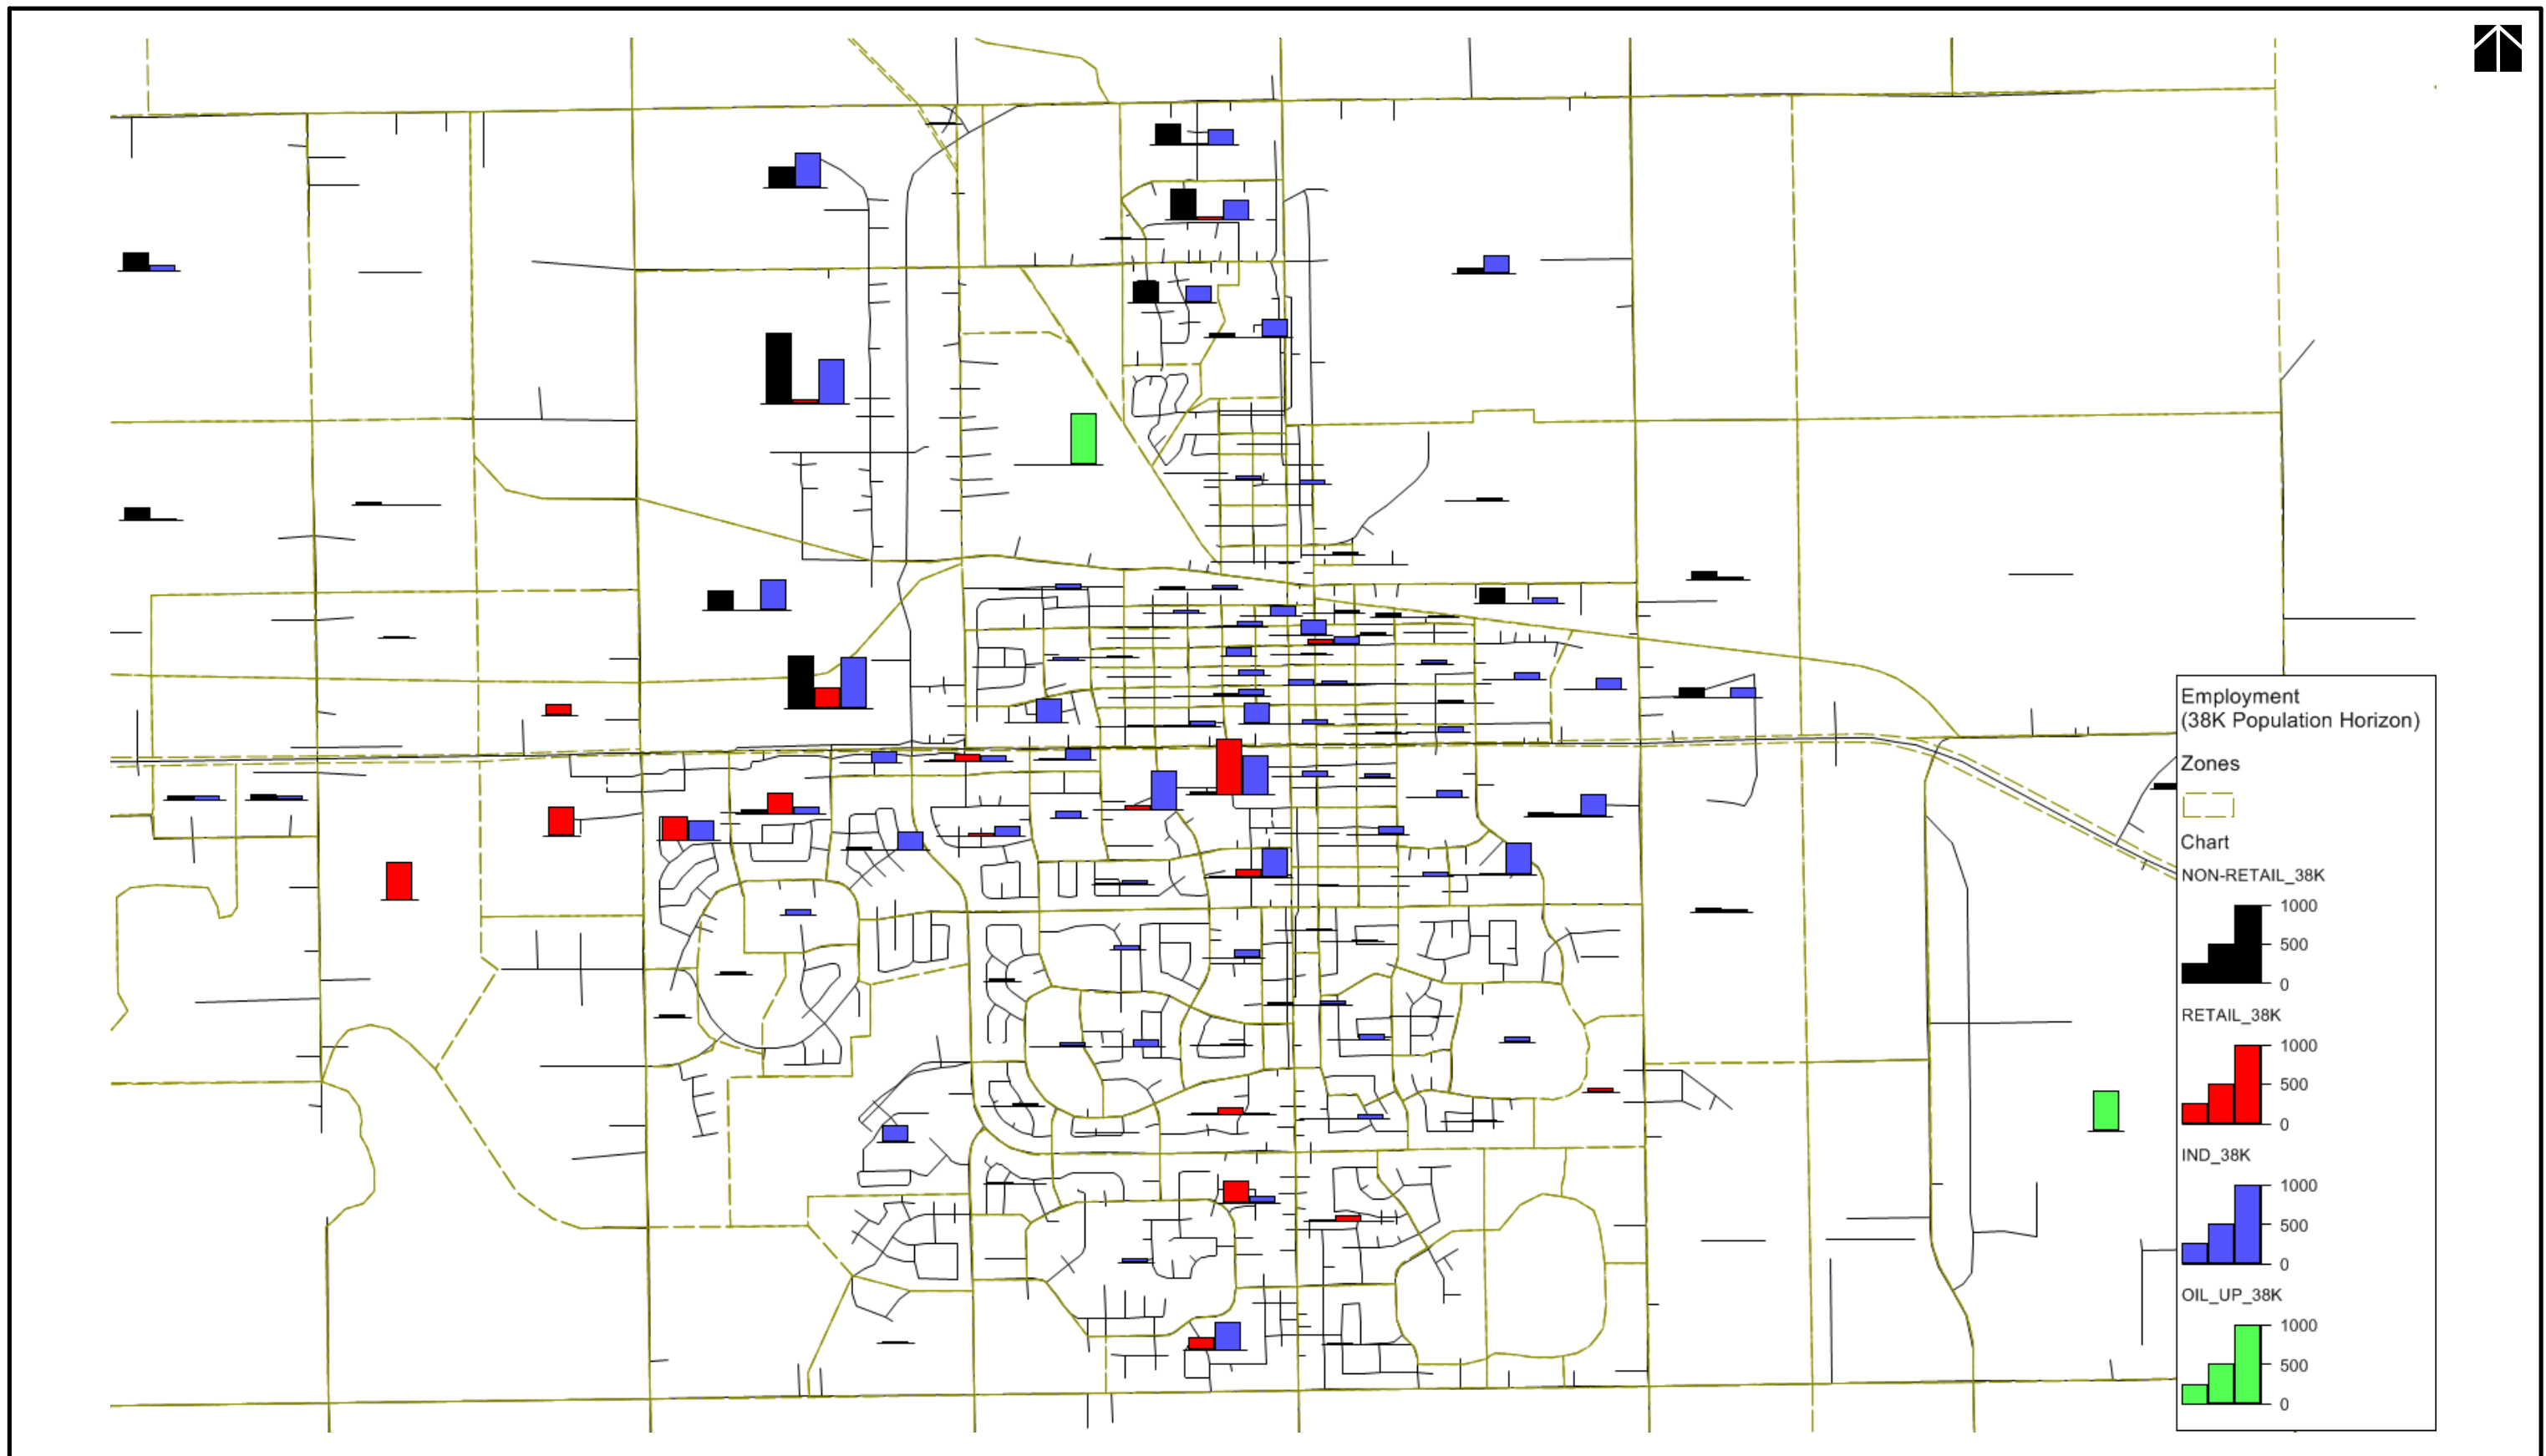 Employment
(38K Population Horizon)
Zones
Chart
NON-RETAIL_38K
1000
500
0
RETAIL_38K
1000
500
0
IND_38K
1000
500
0
OIL_UP_38K
1000
500
0